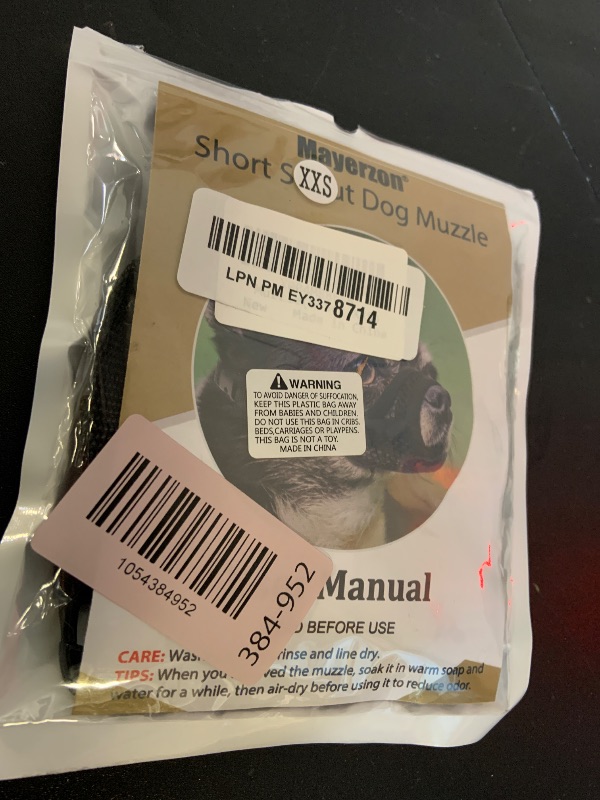 Mayerzon®
Short S XXS ut Dog Muzzle
LPN PM EY337 8714
WARNING
TO AVOID DANGER OF SUFFOCATION,
KEEP THIS PLASTIC BAG AWAY
FROM BABIES AND CHILDREN.
DO NOT USE THIS BAG IN CRIBS.
BEDS,CARRIAGES OR PLAYPENS.
THIS BAG IS NOT A TOY.
MADE IN CHINA
1054384952
384-952
Manual
BEFORE USE
CARE: rinse and line dry.
TIPS: When you the muzzle, soak it in warm soap and
water for a while, then air-dry before using it to reduce odor.